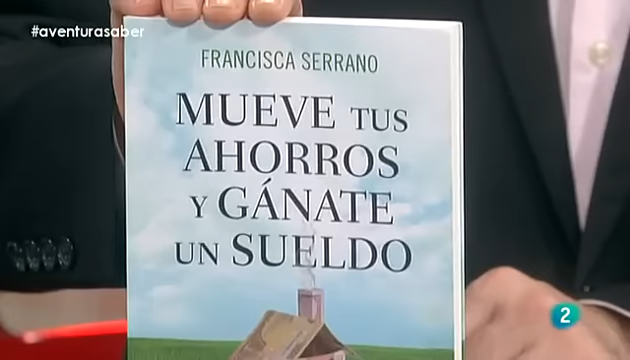 #aventurasaber
FRANCISCA SERRANO
MUEVE TUS
AHORROS
Y GÁNATE
UN SUELDO
2